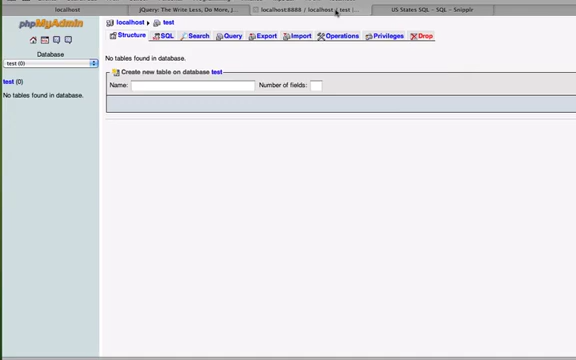 localhost
jQuery: The Write Less, Do More, J...
localhost:8888 / localhost ▸ test |...
US States SQL – SQL – Snipplr
phpMyAdmin
localhost ▸ test
Structure SQL Search Query Export Import Operations Privileges Drop
Database
test (0)
test (0)
No tables found in database.
No tables found in database.
Create new table on database test
Name: Number of fields: